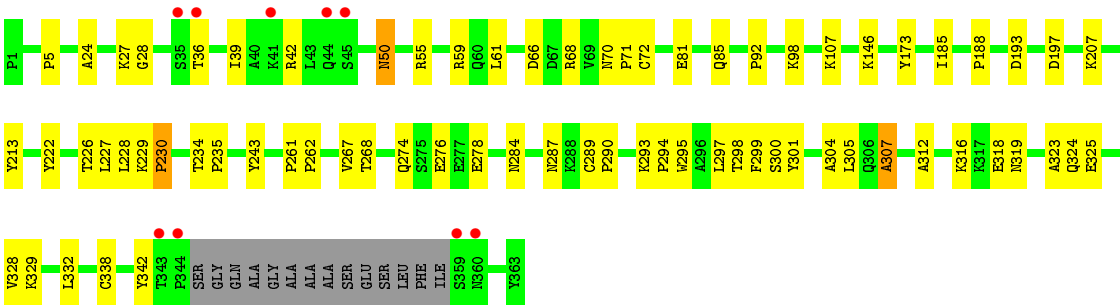 P1 P5 A24 K27 G28 S35 T36 I39 A40 K41 R42 L43 Q44 S45 N50 R55 R59 Q60 L61 D66 D67 R68 V69 N70 P71 C72 E81 Q85 P92 K98 K107 K146 Y173 I185 P188 D193 D197 K207
Y213 Y222 T226 L227 L228 K229 P230 T234 P235 Y243 P261 P262 V267 T268 Q274 S275 E276 E277 E278 N284 N287 K288 C289 P290 K293 P294 W295 A296 L297 T298 F299 S300 Y301 A304 L305 Q306 A307 A312 K316 K317 E318 N319 A323 Q324 E325
V328 K329 L332 C338 Y342 T343 P344 SER GLY GLN ALA GLY ALA ALA ALA SER GLU SER LEU PHE ILE S359 N360 Y363